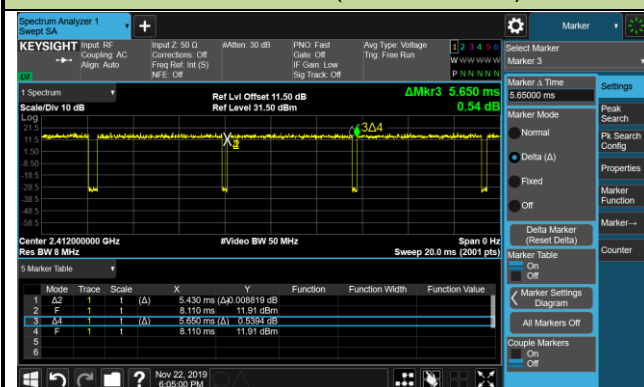 Spectrum Analyzer 1
Swept SA
Marker
KEYSIGHT Input: RF
Coupling: AC
Align: Auto
Input Z: 50 Ω
Corrections: Off
Freq Ref: Int (S)
NFE: Off
#Atten: 30 dB
PNO: Fast
Gate: Off
IF Gain: Low
Sig Track: Off
Avg Type: Voltage
Trig: Free Run
1 2 3 4 5 6
W W W W W W
P N N N N N
Select Marker
Marker 3
LXI
1 Spectrum
Scale/Div 10 dB
Ref Lvl Offset 11.50 dB
Ref Level 31.50 dBm
ΔMkr3 5.650 ms
0.54 dB
Marker Δ Time
5.65000 ms
Settings
Log
21.5
11.5
1.50
-8.50
-18.5
-28.5
-38.5
-48.5
-58.5
3Δ4
2
Marker Mode
Normal
Delta (Δ)
Fixed
Off
Peak
Search
Pk Search
Config
Properties
Marker
Function
Marker→
Counter
Center 2.412000000 GHz
Res BW 8 MHz
#Video BW 50 MHz
Span 0 Hz
Sweep 20.0 ms (2001 pts)
Delta Marker
(Reset Delta)
Marker Table
On
Off
5 Marker Table
Mode Trace Scale X Y Function Function Width Function Value
1 Δ2 1 t (Δ) 5.430 ms (Δ) 0.008819 dB
2 F 1 t 8.110 ms 11.91 dBm
3 Δ4 1 t (Δ) 5.650 ms (Δ) 0.5394 dB
4 F 1 t 8.110 ms 11.91 dBm
5
6
Marker Settings
Diagram
All Markers Off
Couple Markers
On
Off
? Nov 22, 2019
6:05:00 PM